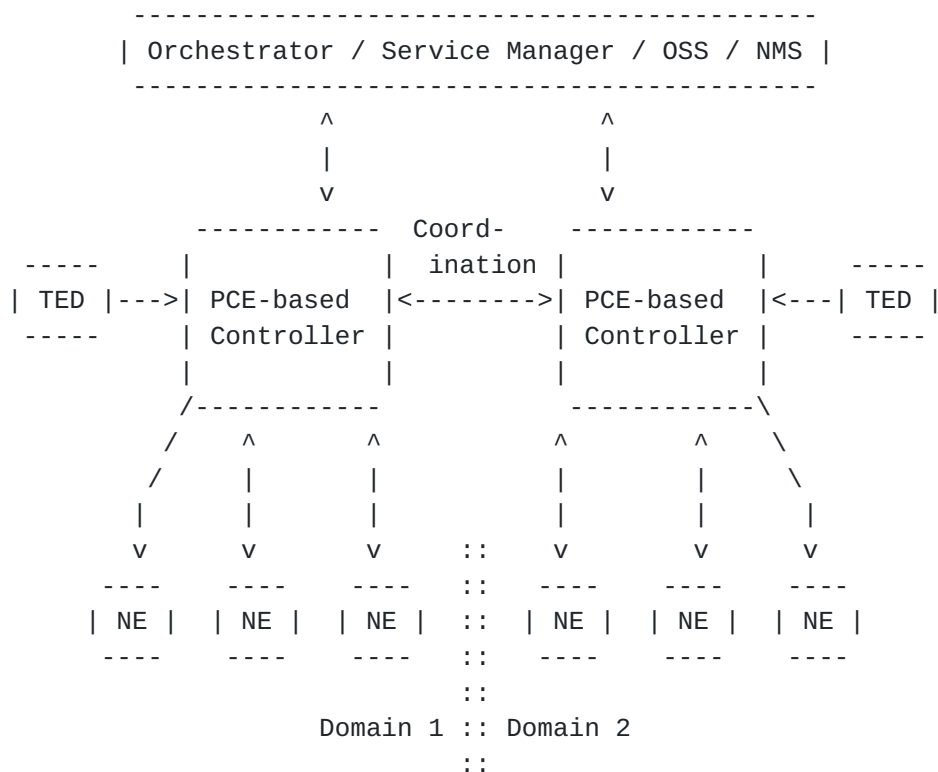 Orchestrator / Service Manager / OSS / NMS
Coord-
ination
TED PCE-based PCE-based TED
Controller Controller
NE NE NE NE NE NE
Domain 1 :: Domain 2